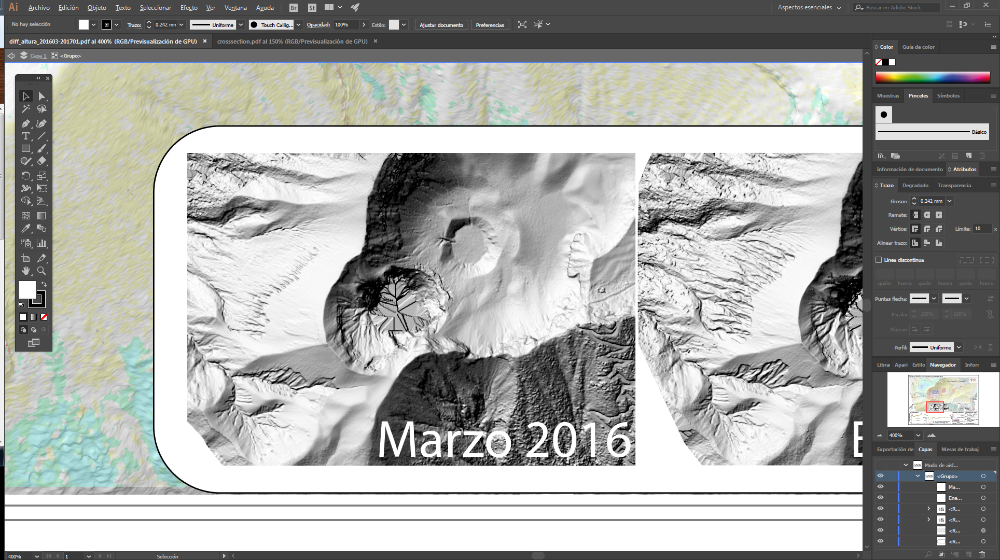 Ai Archivo Edición Objeto Texto Seleccionar Efecto Ver Ventana Ayuda Br St Aspectos esenciales Buscar en Adobe Stock
No hay selección Trazo: 0.242 mm Uniforme Touch Callig... Opacidad: 100% Estilo: Ajustar documento Preferencias
diff_altura_201603-201701.pdf al 400% (RGB/Previsualización de GPU) × crosssection.pdf al 150% (RGB/Previsualización de GPU) ×
Capa 1 <Grupo>
Color Guía de color
Muestras Pinceles Símbolos
Básico
Información de documento Atributos
Trazo Degradado Transparencia
Grosor: 0.242 mm
Remate:
Vértice: Límite: 10 x
Alinear trazo:
Línea discontinua
guión hueco guión hueco guión hueco
Puntas flecha:
Escala: 100% 100%
Alinear:
Perfil: Uniforme
Librar Apari Estilo Navegador Inforr
400%
Exportación de Capas Mesas de trabaj
Modo de aisl...
<Grupo>
Ma...
Ene...
<R...
<R...
<R...
<R...
Marzo 2016
E
400% 1 Selección